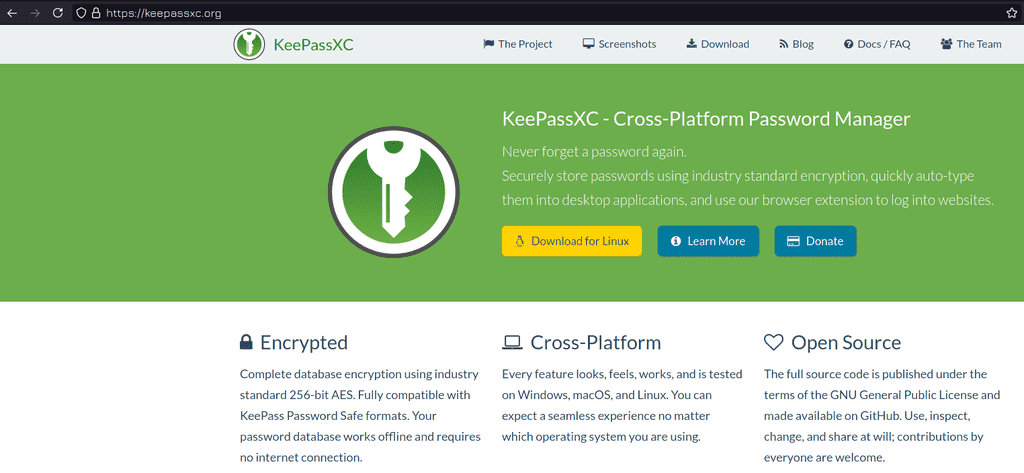 https://keepassxc.org
KeePassXC
The Project
Screenshots
Download
Blog
Docs / FAQ
The Team
KeePassXC - Cross-Platform Password Manager
Never forget a password again.
Securely store passwords using industry standard encryption, quickly auto-type
them into desktop applications, and use our browser extension to log into websites.
Download for Linux
Learn More
Donate
Encrypted
Complete database encryption using industry
standard 256-bit AES. Fully compatible with
KeePass Password Safe formats. Your
password database works offline and requires
no internet connection.
Cross-Platform
Every feature looks, feels, works, and is tested
on Windows, macOS, and Linux. You can
expect a seamless experience no matter
which operating system you are using.
Open Source
The full source code is published under the
terms of the GNU General Public License and
made available on GitHub. Use, inspect,
change, and share at will; contributions by
everyone are welcome.